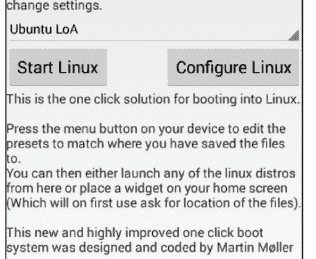 change settings.
Ubuntu LoA
Start Linux
Configure Linux
This is the one click solution for booting into Linux.
Press the menu button on your device to edit the
presets to match where you have saved the files
to.
You can then either launch any of the linux distros
from here or place a widget on your home screen
(Which will on first use ask for location of the files).
This new and highly improved one click boot
system was designed and coded by Martin Møller